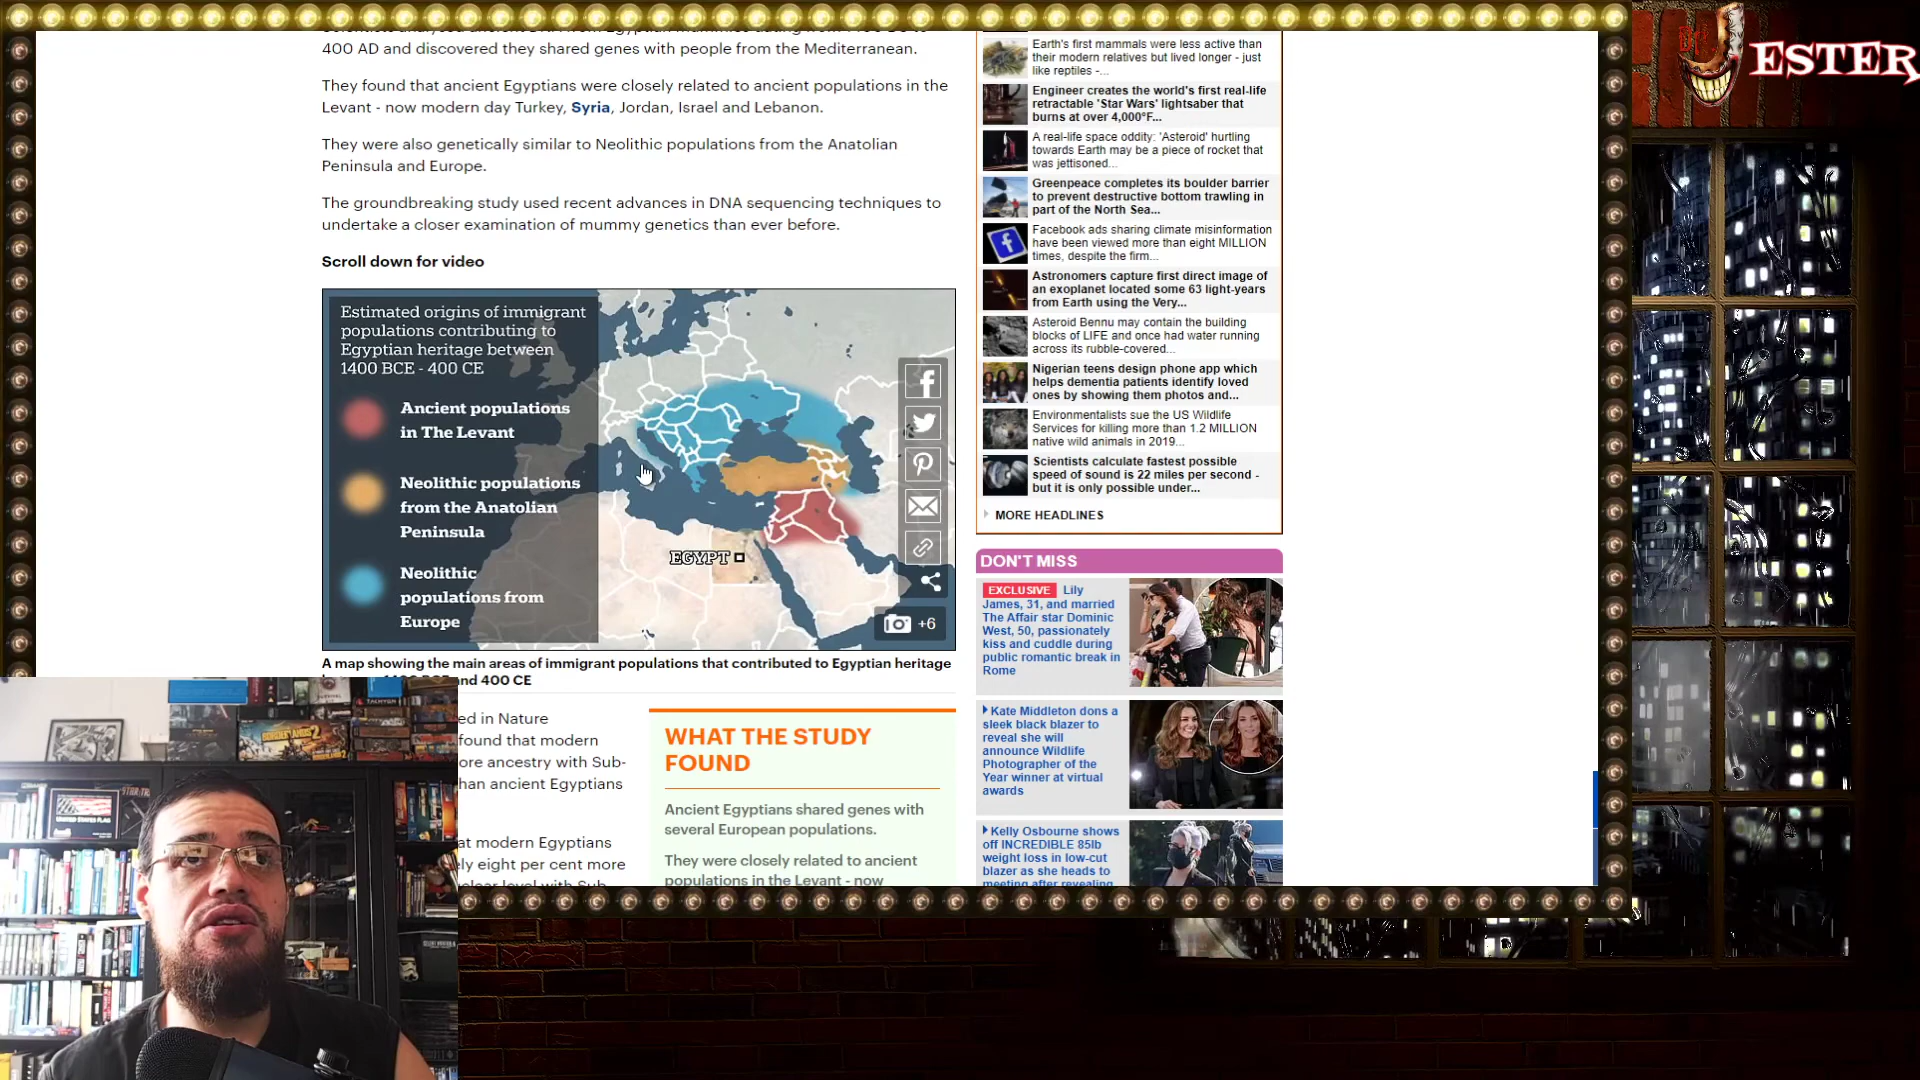 400 AD and discovered they shared genes with people from the Mediterranean.
They found that ancient Egyptians were closely related to ancient populations in the
Levant - now modern day Turkey, Syria, Jordan, Israel and Lebanon.
They were also genetically similar to Neolithic populations from the Anatolian
Peninsula and Europe.
The groundbreaking study used recent advances in DNA sequencing techniques to
undertake a closer examination of mummy genetics than ever before.
Scroll down for video
Estimated origins of immigrant
populations contributing to
Egyptian heritage between
1400 BCE - 400 CE
Ancient populations
in The Levant
Neolithic populations
from the Anatolian
Peninsula
Neolithic
populations from
Europe
EGYPT
+6
A map showing the main areas of immigrant populations that contributed to Egyptian heritage
and 400 CE
ed in Nature
found that modern
ore ancestry with Sub-
han ancient Egyptians
at modern Egyptians
ly eight per cent more
WHAT THE STUDY
FOUND
Ancient Egyptians shared genes with
several European populations.
They were closely related to ancient
populations in the Levant - now
Earth's first mammals were less active than
their modern relatives but lived longer - just
like reptiles -...
Engineer creates the world's first real-life
retractable 'Star Wars' lightsaber that
burns at over 4,000°F...
A real-life space oddity: 'Asteroid' hurtling
towards Earth may be a piece of rocket that
was jettisoned...
Greenpeace completes its boulder barrier
to prevent destructive bottom trawling in
part of the North Sea...
Facebook ads sharing climate misinformation
have been viewed more than eight MILLION
times, despite the firm...
Astronomers capture first direct image of
an exoplanet located some 63 light-years
from Earth using the Very...
Asteroid Bennu may contain the building
blocks of LIFE and once had water running
across its rubble-covered...
Nigerian teens design phone app which
helps dementia patients identify loved
ones by showing them photos and...
Environmentalists sue the US Wildlife
Services for killing more than 1.2 MILLION
native wild animals in 2019...
Scientists calculate fastest possible
speed of sound is 22 miles per second -
but it is only possible under...
MORE HEADLINES
DON'T MISS
EXCLUSIVE Lily
James, 31, and married
The Affair star Dominic
West, 50, passionately
kiss and cuddle during
public romantic break in
Rome
Kate Middleton dons a
sleek black blazer to
reveal she will
announce Wildlife
Photographer of the
Year winner at virtual
awards
Kelly Osbourne shows
off INCREDIBLE 85lb
weight loss in low-cut
blazer as she heads to
meeting after revealing
ESTER